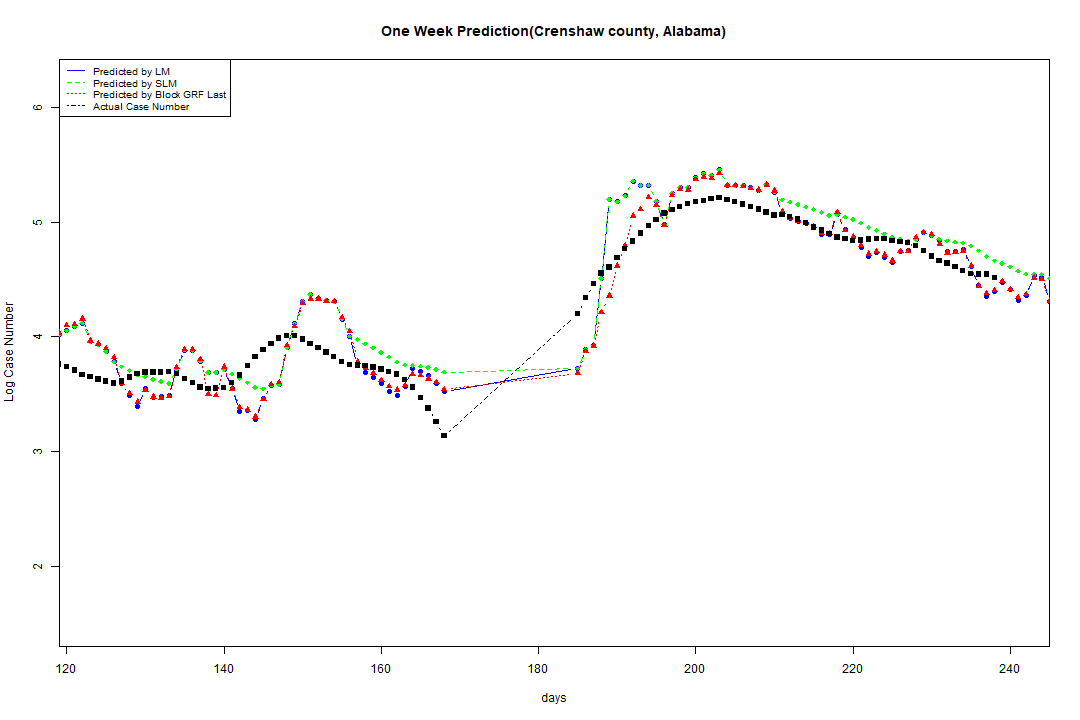 One Week Prediction(Crenshaw county, Alabama)
Predicted by LM
Predicted by SLM
Predicted by Block GRF Last
Actual Case Number
6
5
4
3
2
Log Case Number
120 140 160 180 200 220 240
days